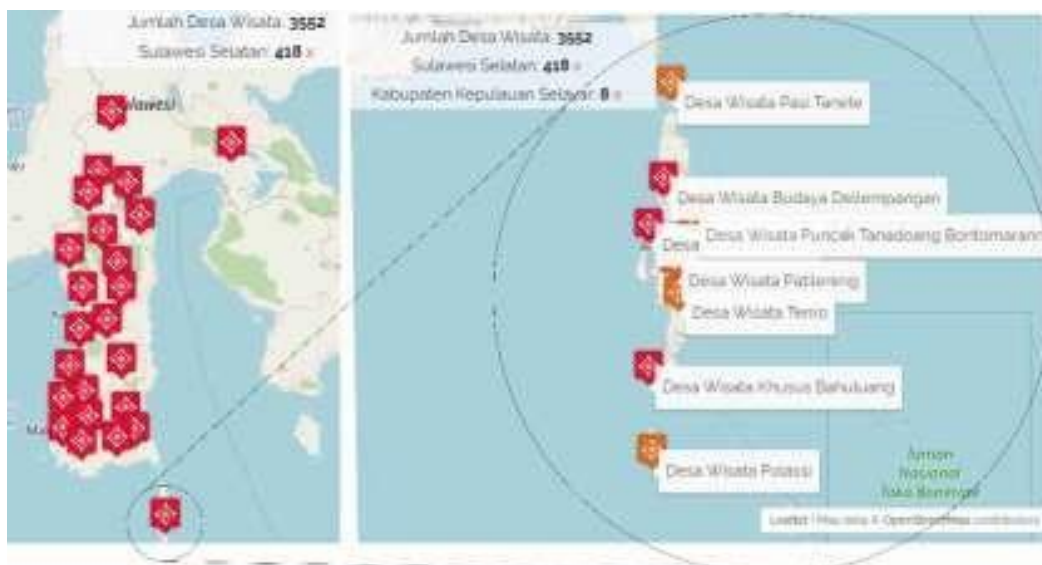 Jumlah Desa Wisata: 3552
Sulawesi Selatan: 418 x
Jumlah Desa Wisata: 3552
Sulawesi Selatan: 418 x
Kabupaten Kepulauan Selayar: 8 x
Desa Wisata Pasi Tanete
Desa Wisata Budaya
Desa Wisata Puncak Tanadoang Bontomarann
Desa
Desa Wisata
Desa Wisata Tenro
Desa Wisata Khusus Bahuluang
Desa Wisata Polassi
Taman
Nasional
Taka Bonerate
Leaflet | Map data © OpenStreetMap contributors